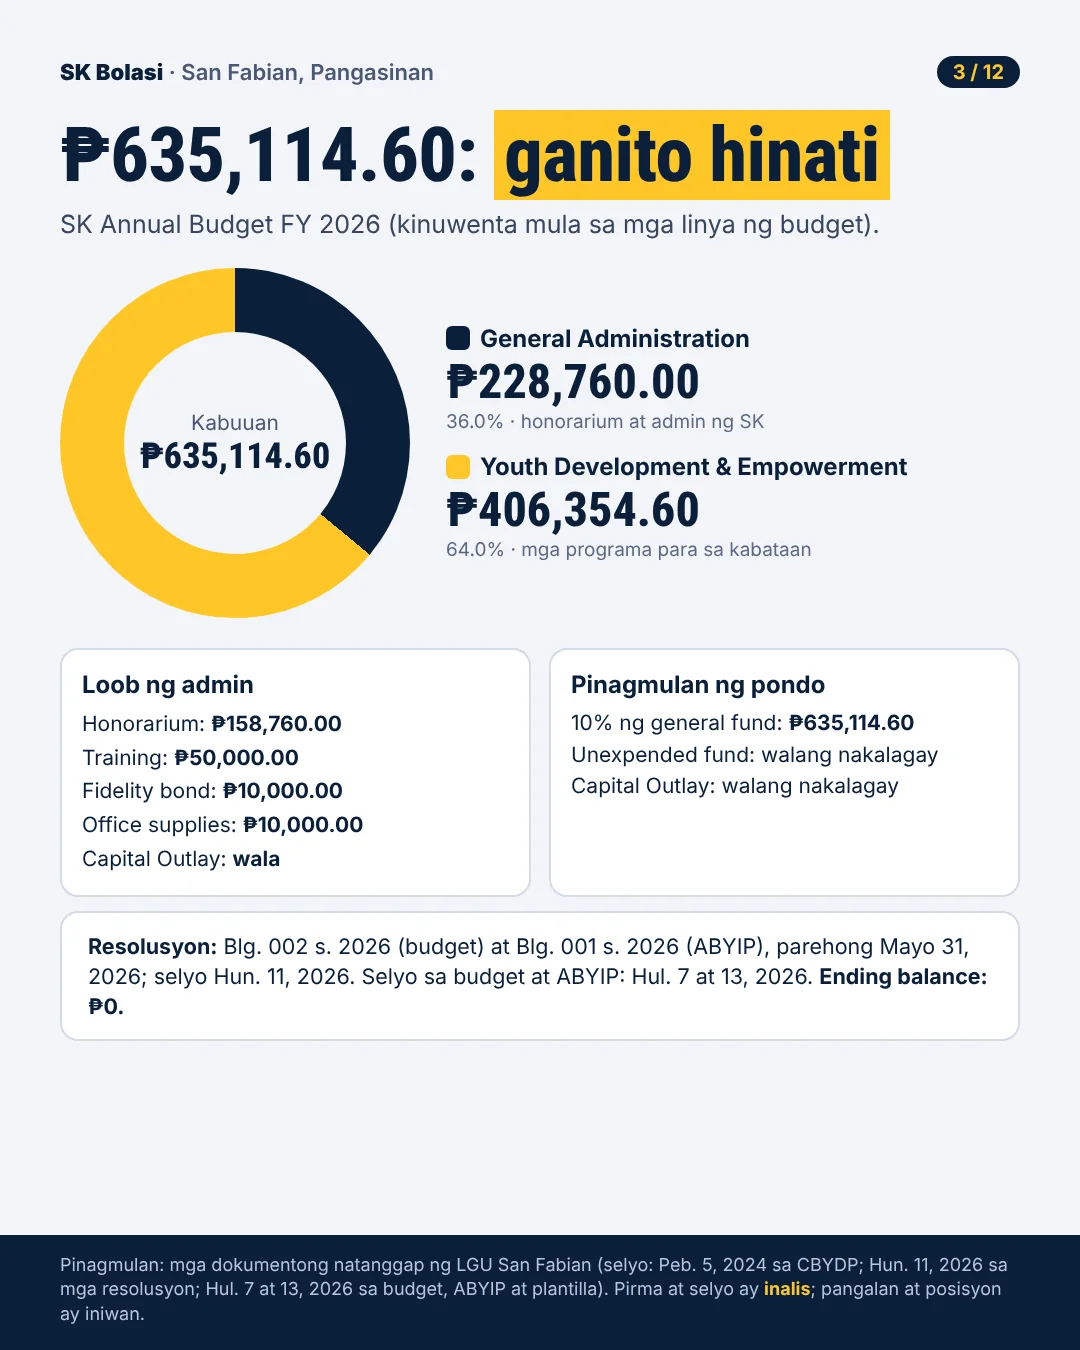 SK Bolasi · San Fabian, Pangasinan
3 / 12
₱635,114.60: ganito hinati
SK Annual Budget FY 2026 (kinuwenta mula sa mga linya ng budget).
Kabuuan
₱635,114.60
General Administration
₱228,760.00
36.0% · honorarium at admin ng SK
Youth Development & Empowerment
₱406,354.60
64.0% · mga programa para sa kabataan
Loob ng admin
Honorarium: ₱158,760.00
Training: ₱50,000.00
Fidelity bond: ₱10,000.00
Office supplies: ₱10,000.00
Capital Outlay: wala
Pinagmulan ng pondo
10% ng general fund: ₱635,114.60
Unexpended fund: walang nakalagay
Capital Outlay: walang nakalagay
Resolusyon: Blg. 002 s. 2026 (budget) at Blg. 001 s. 2026 (ABYIP), parehong Mayo 31,
2026; selyo Hun. 11, 2026. Selyo sa budget at ABYIP: Hul. 7 at 13, 2026. Ending balance:
₱0.
Pinagmulan: mga dokumentong natanggap ng LGU San Fabian (selyo: Peb. 5, 2024 sa CBYDP; Hun. 11, 2026 sa
mga resolusyon; Hul. 7 at 13, 2026 sa budget, ABYIP at plantilla). Pirma at selyo ay inalis; pangalan at posisyon
ay iniwan.